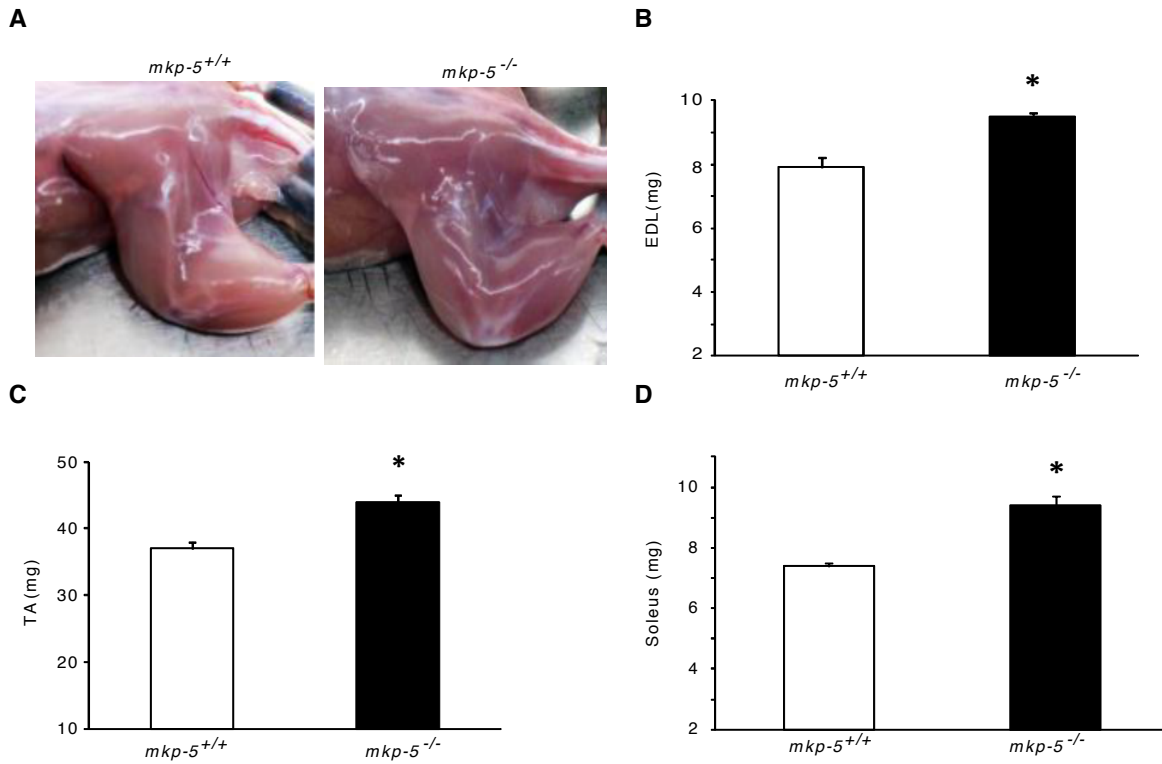 A
mkp-5+/+
mkp-5 -/-
B
*
10
8
6
4
2
EDL(mg)
mkp-5+/+
mkp-5 -/-
C
*
50
40
30
20
10
TA(mg)
mkp-5+/+
mkp-5 -/-
D
*
10
8
6
4
2
Soleus (mg)
mkp-5+/+
mkp-5 -/-